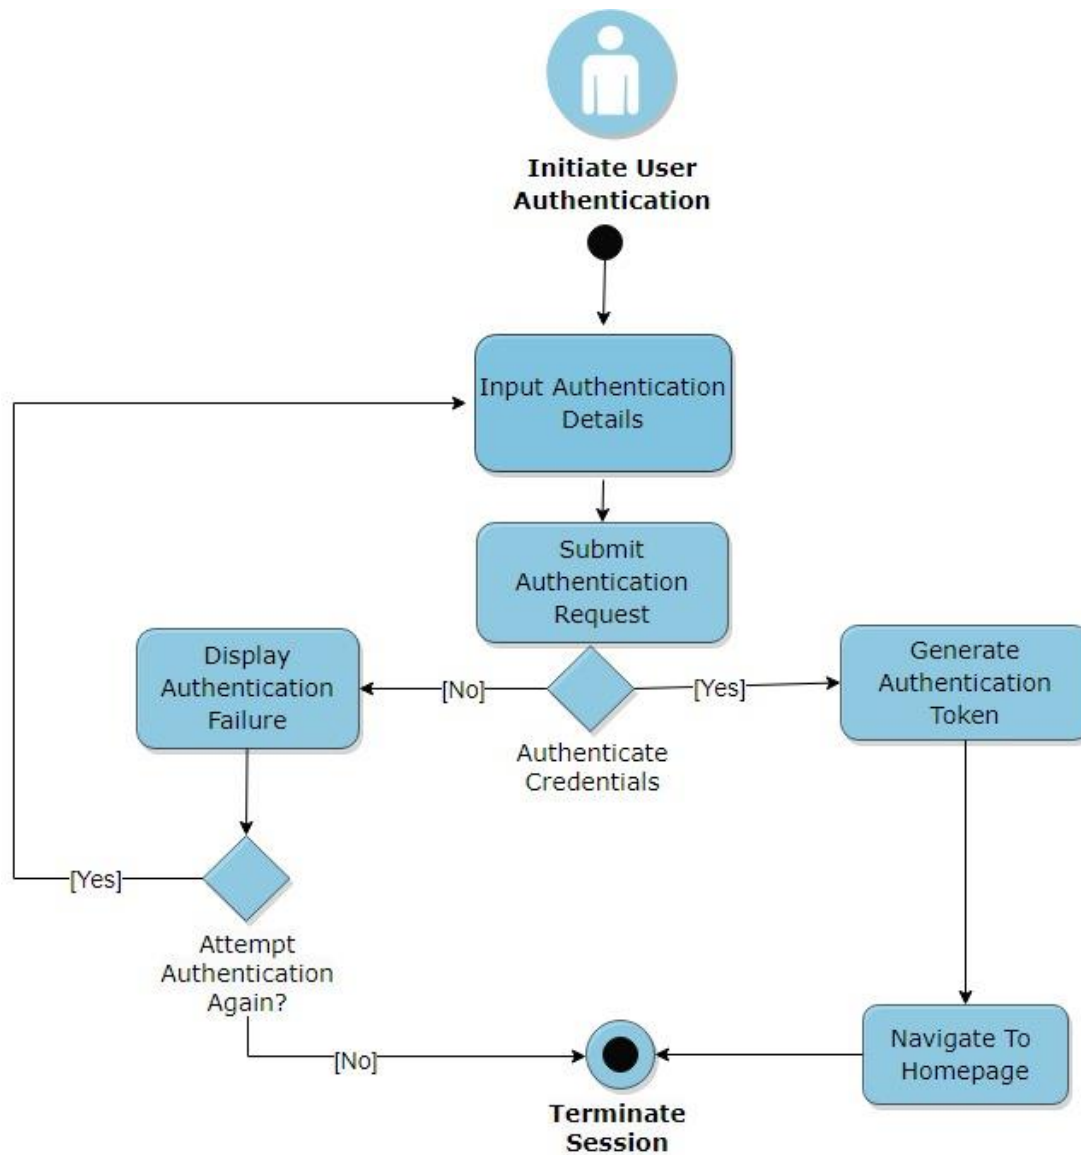 Initiate User
Authentication
Input Authentication
Details
Submit
Authentication
Request
Display
Authentication
Failure
[No]
[Yes]
Generate
Authentication
Token
Authenticate
Credentials
[Yes]
Attempt
Authentication
Again?
[No]
Navigate To
Homepage
Terminate
Session